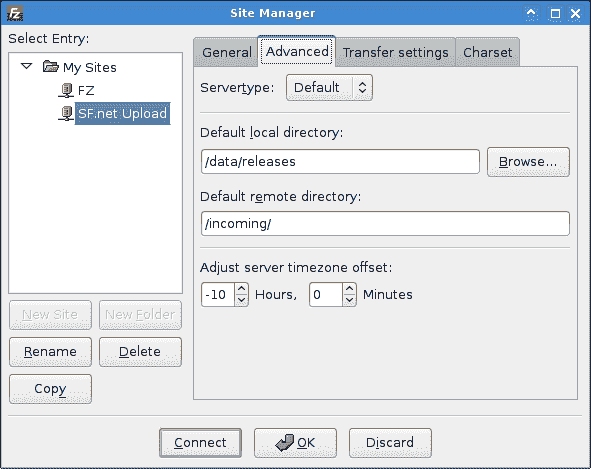 Fz
Site Manager
Select Entry:
My Sites
FZ
SF.net Upload
New Site
New Folder
Rename
Delete
Copy
General
Advanced
Transfer settings
Charset
Servertype:
Default
Default local directory:
/data/releases
Browse...
Default remote directory:
/incoming/
Adjust server timezone offset:
-10 Hours, 0 Minutes
Connect
OK
Discard